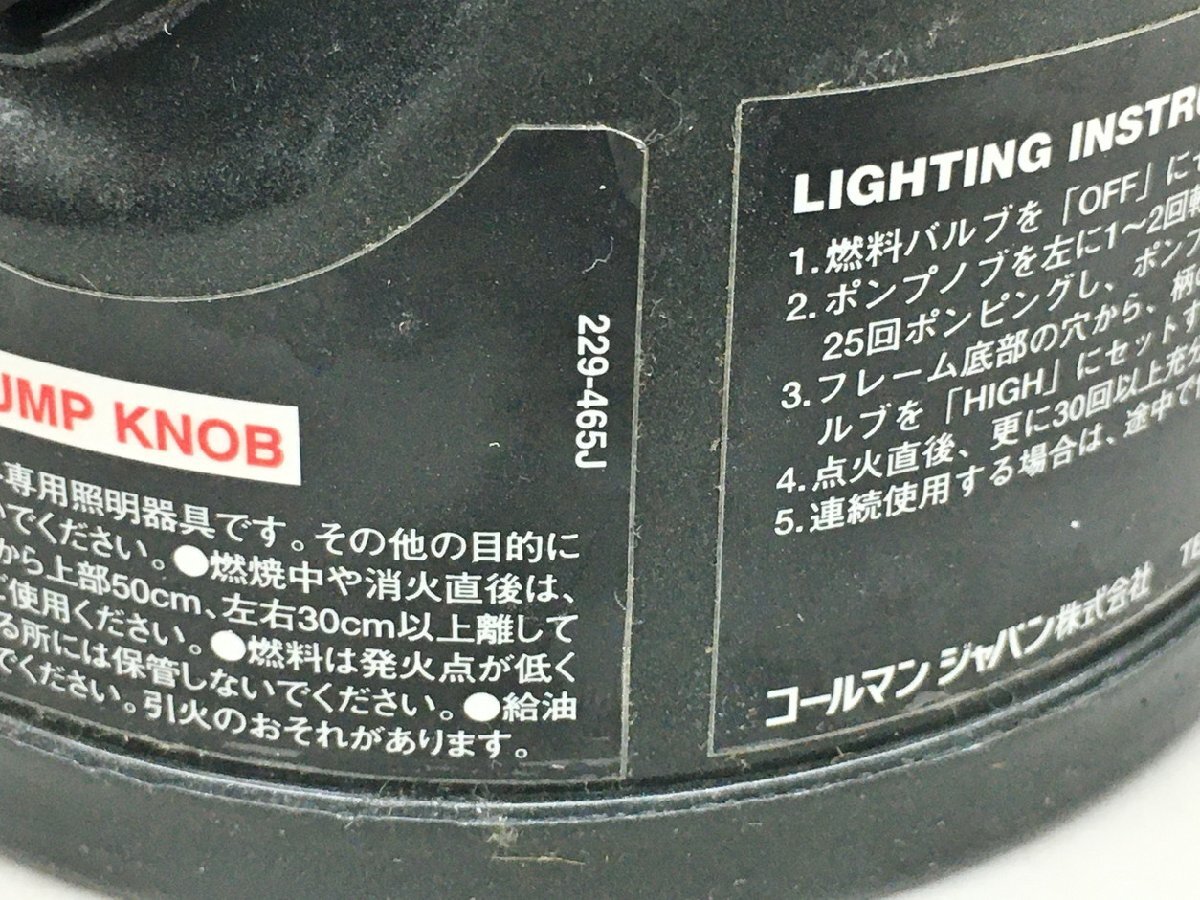 UMP KNOB
専用照明器具です。その他の目的に
いでください。●燃焼中や消火直後は、
から上部50cm、左右30cm以上離して
ご使用ください。●燃料は発火点が低く
る所には保管しないでください。●給油
でください。引火のおそれがあります。
229-465J
LIGHTING INSTRU
1.燃料バルブを「OFF」に
2.ポンプノブを左に1〜2回
25回ポンピングし、ポンプ
3.フレーム底部の穴から、柄
ルブを「HIGH」にセットす
4.点火直後、更に30回以上充分
5.連続使用する場合は、途中で
コールマン ジャパン株式会社